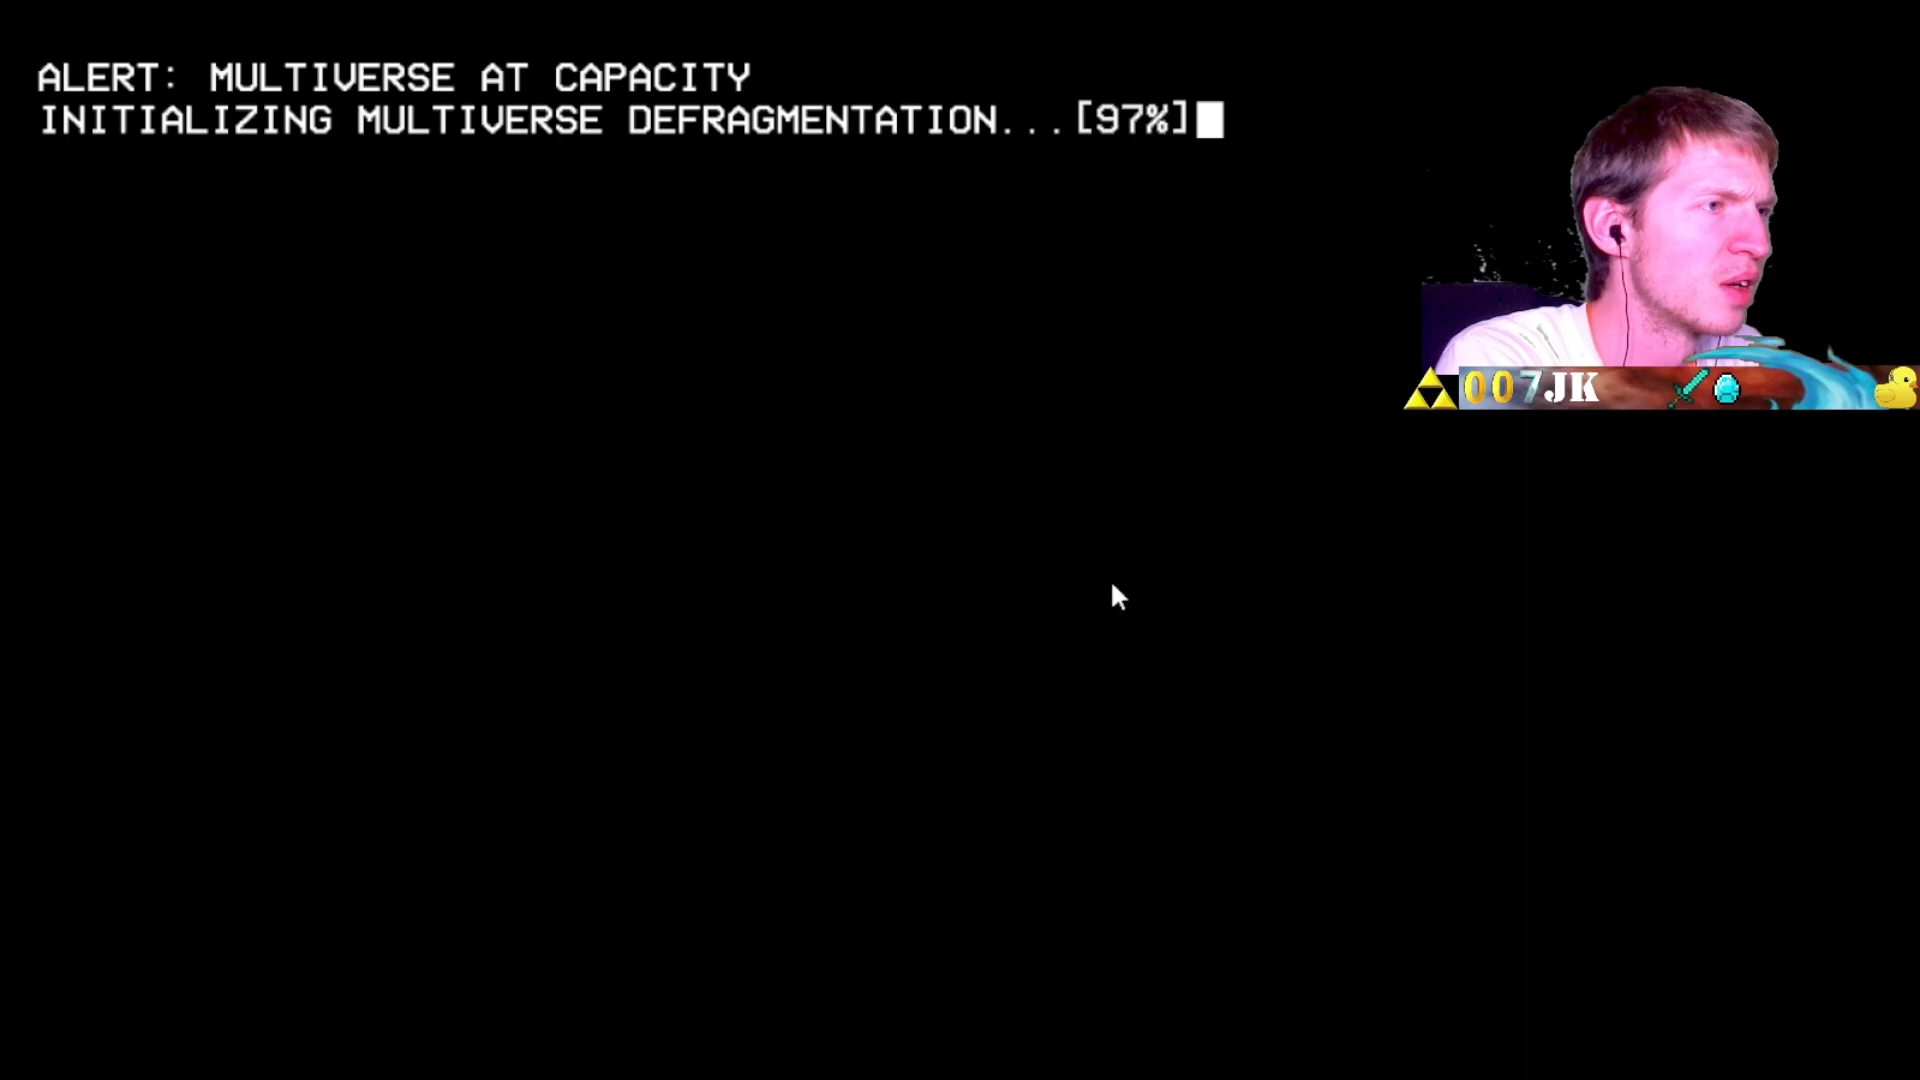 ALERT: MULTIVERSE AT CAPACITY
INITIALIZING MULTIVERSE DEFRAGMENTATION...[97%]
007JK